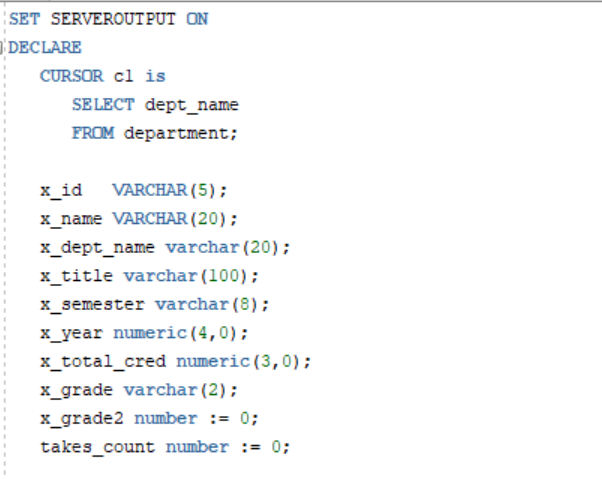 SET SERVEROUTPUT ON
DECLARE
CURSOR c1 is
SELECT dept_name
FROM department;
x_id VARCHAR(5);
x_name VARCHAR(20);
x_dept_name varchar(20);
x_title varchar(100);
x_semester varchar(8);
x_year numeric(4,0);
x_total_cred numeric(3,0);
x_grade varchar(2);
x_grade2 number := 0;
takes_count number := 0;